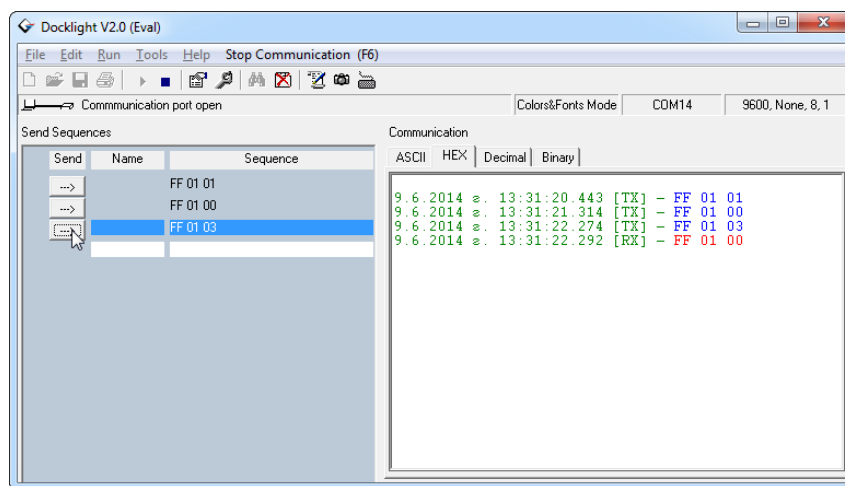 Docklight V2.0 (Eval)
File Edit Run Tools Help Stop Communication (F6)
Commmunication port open
Colors&Fonts Mode COM14 9600, None, 8, 1
Send Sequences
Send Name Sequence
---> FF 01 01
---> FF 01 00
---> FF 01 03
Communication
ASCII HEX Decimal Binary
9.6.2014 г. 13:31:20.443 [TX] - FF 01 01
9.6.2014 г. 13:31:21.314 [TX] - FF 01 00
9.6.2014 г. 13:31:22.274 [TX] - FF 01 03
9.6.2014 г. 13:31:22.292 [RX] - FF 01 00